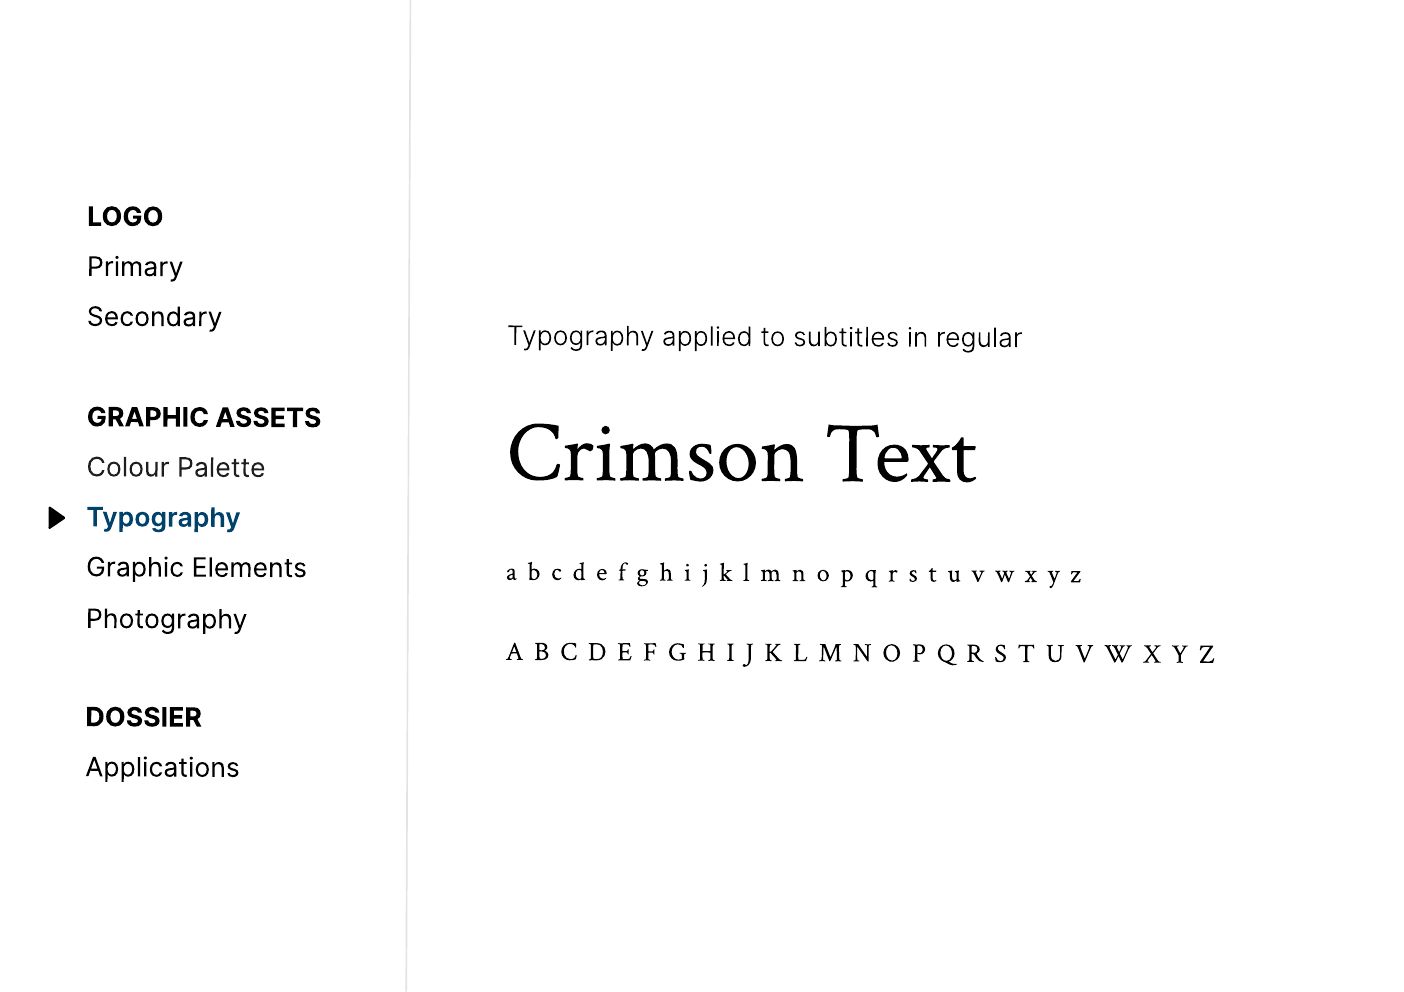 LOGO
Primary
Secondary
GRAPHIC ASSETS
Colour Palette
Typography
Graphic Elements
Photography
DOSSIER
Applications
Typography applied to subtitles in regular
Crimson Text
a b c d e f g h i j k l m n o p q r s t u v w x y z
A B C D E F G H I J K L M N O P Q R S T U V W X Y Z